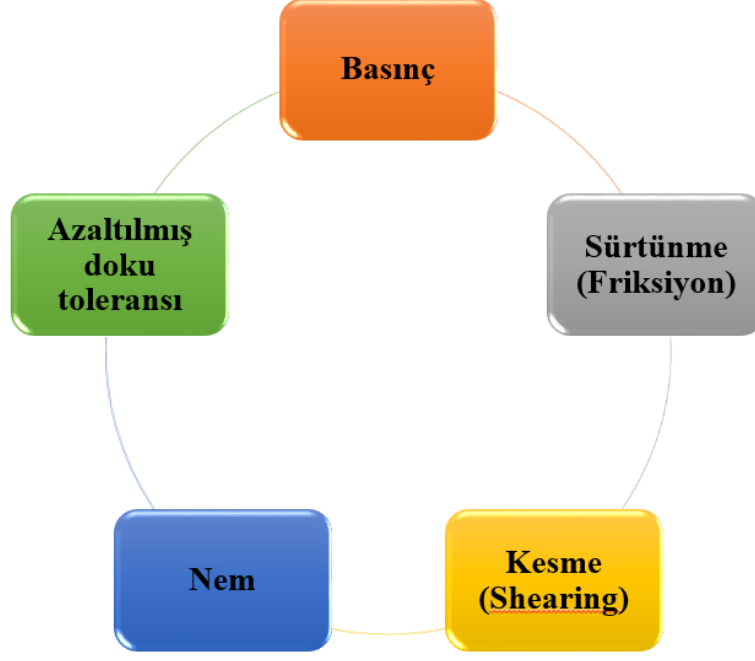 Basınç
Sürtünme
(Friksiyon)
Kesme
(Shearing)
Nem
Azaltılmış
doku
toleransı